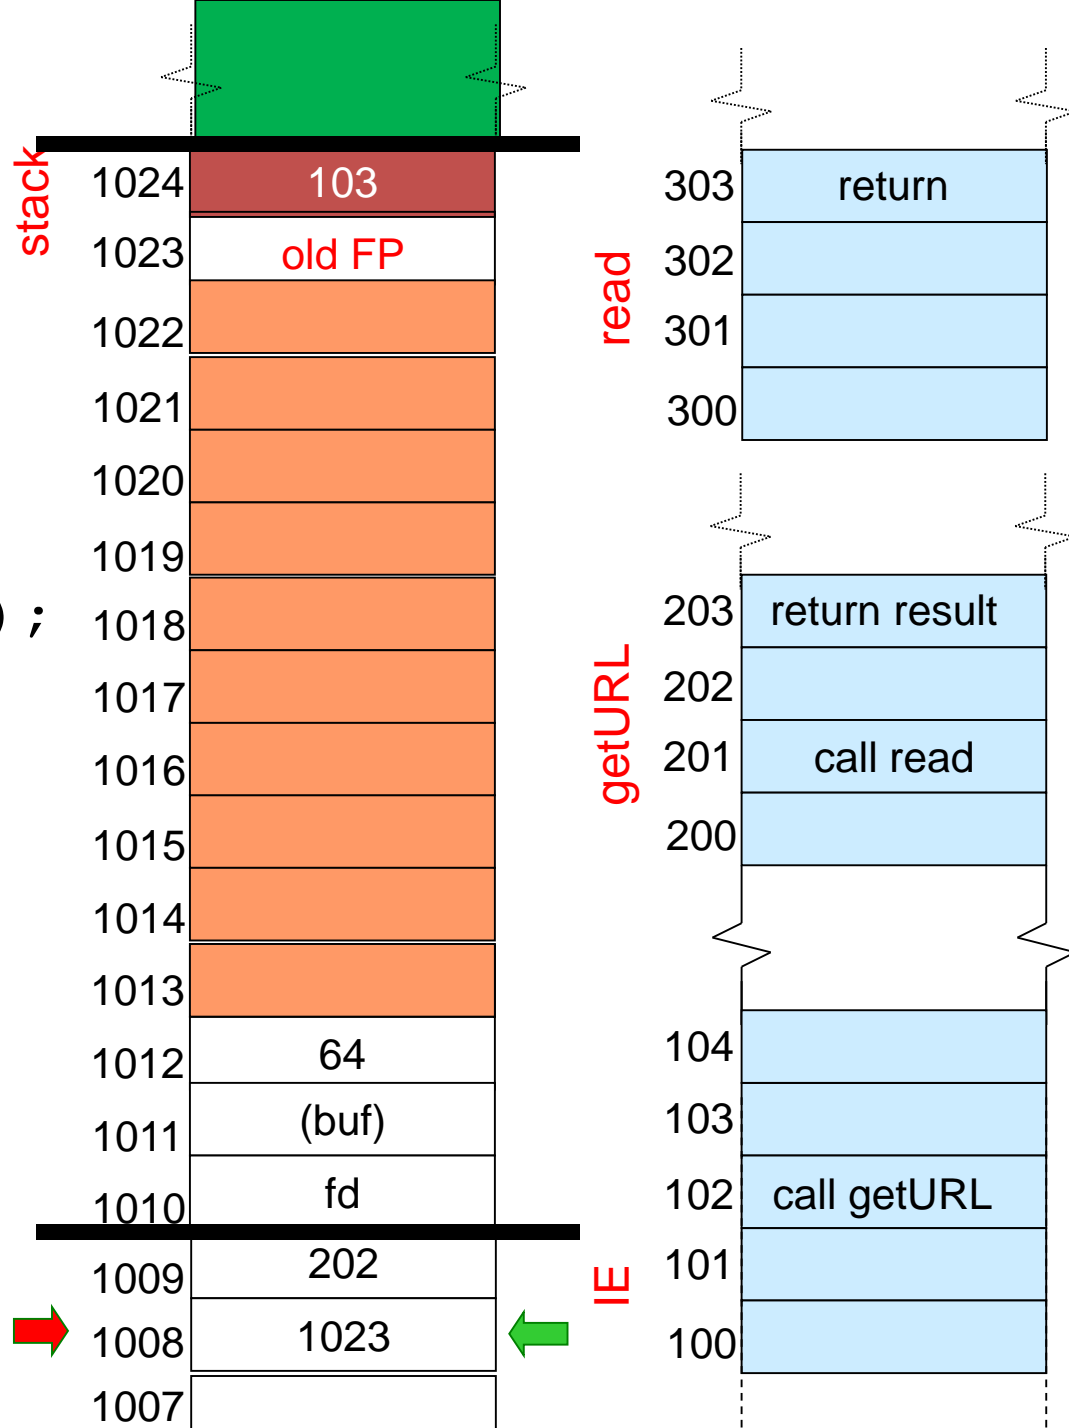 stack
1024 103
1023 old FP
1022
1021
1020
1019
) ;
1018
1017
1016
1015
1014
1013
1012 64
1011 (buf)
1010 fd
1009 202
1008 1023
1007
read
303 return
302
301
300
getURL
203 return result
202
201 call read
200
IE
104
103
102 call getURL
101
100